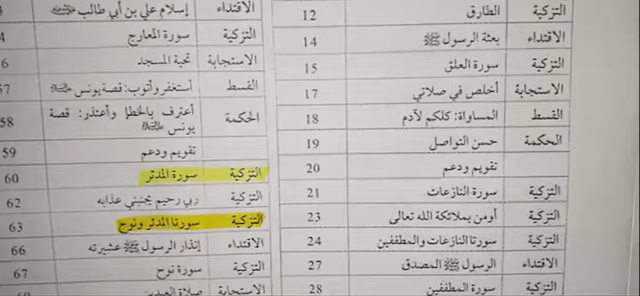 التزكية الطارق 12
الاقتداء بعثة الرسول ﷺ 14
التزكية سورة العلق 15
الاستجابة أخلص في صلاتي 17
القسط المساواة: كلكم لآدم 18
الحكمة حسن التواصل 19
تقويم ودعم 20
التزكية سورة النازعات 21
التزكية أومن بملائكة الله تعالى 23
التزكية سورتا النازعات والمطففين 24
الاقتداء الرسول ﷺ المصدق 27
التزكية سورة المطففين 28
الاقتداء إسلام علي بن أبي طالب
التزكية سورة المعارج
الاستجابة تحية المسجد
القسط أستغفر وأتوب: قصة يونس
الحكمة أعترف بالخطإ وأعتذر: قصة 58
يونس
تقويم ودعم 59
التزكية سورة المدثر 60
التزكية ربي رحيم يجنبني عذابه 62
التزكية سورتا المدثر ونوح 63
الاقتداء إنذار الرسول ﷺ عشيرته 66
التزكية سورة نوح 67
الاستجابة صلاة العيدين